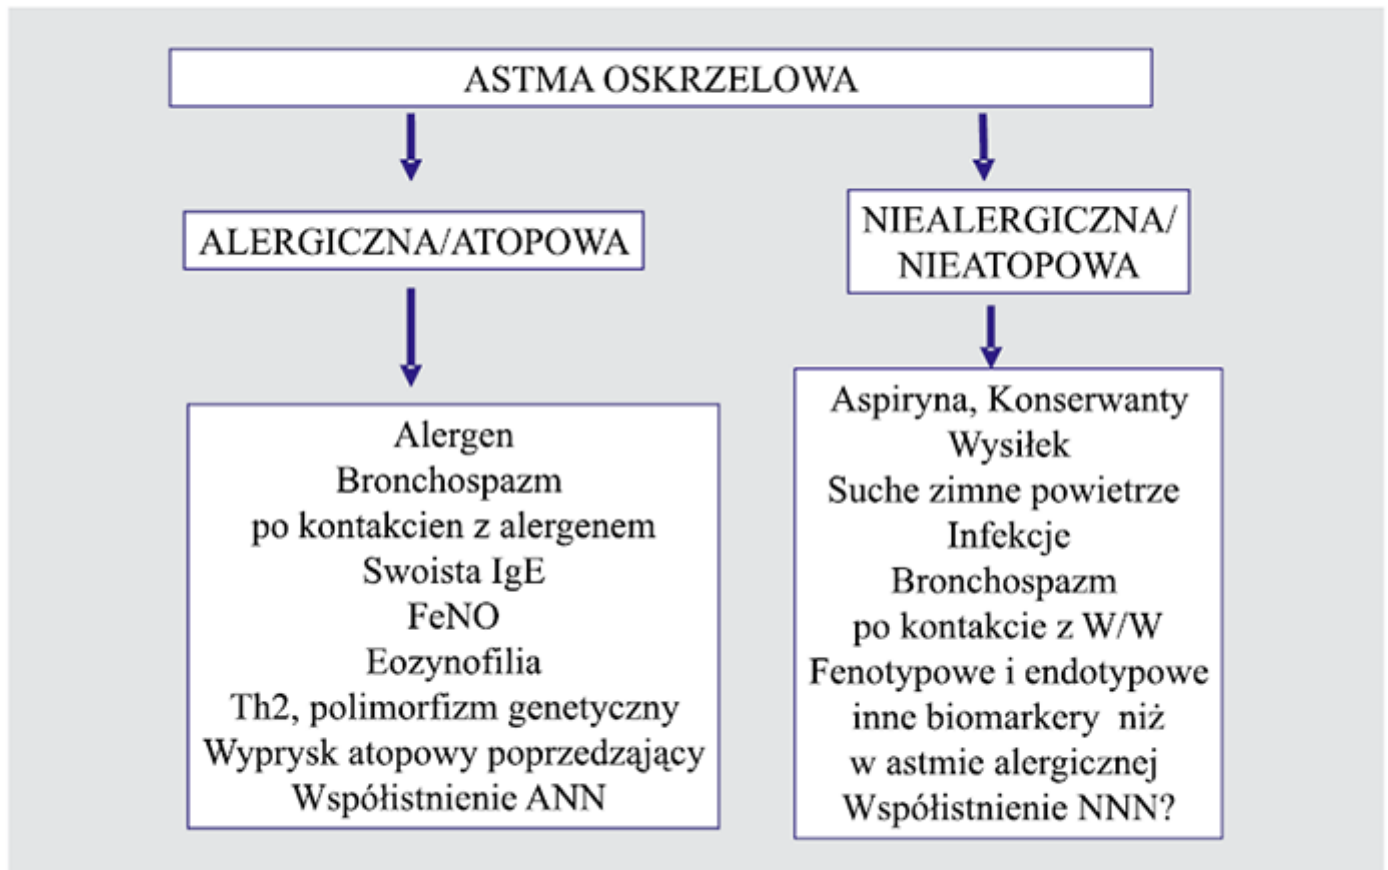 ASTMA OSKRZELOWA
ALERGICZNA/ATOPOWA
NIEALERGICZNA/
NIEATOPOWA
Alergen
Bronchospazm
po kontakcien z alergenem
Swoista IgE
FeNO
Eozynofilia
Th2, polimorfizm genetyczny
Wyprysk atopowy poprzedzający
Współistnienie ANN
Aspiryna, Konserwanty
Wysiłek
Suche zimne powietrze
Infekcje
Bronchospazm
po kontakcie z W/W
Fenotypowe i endotypowe
inne biomarkery niż
w astmie alergicznej
Współistnienie NNN?